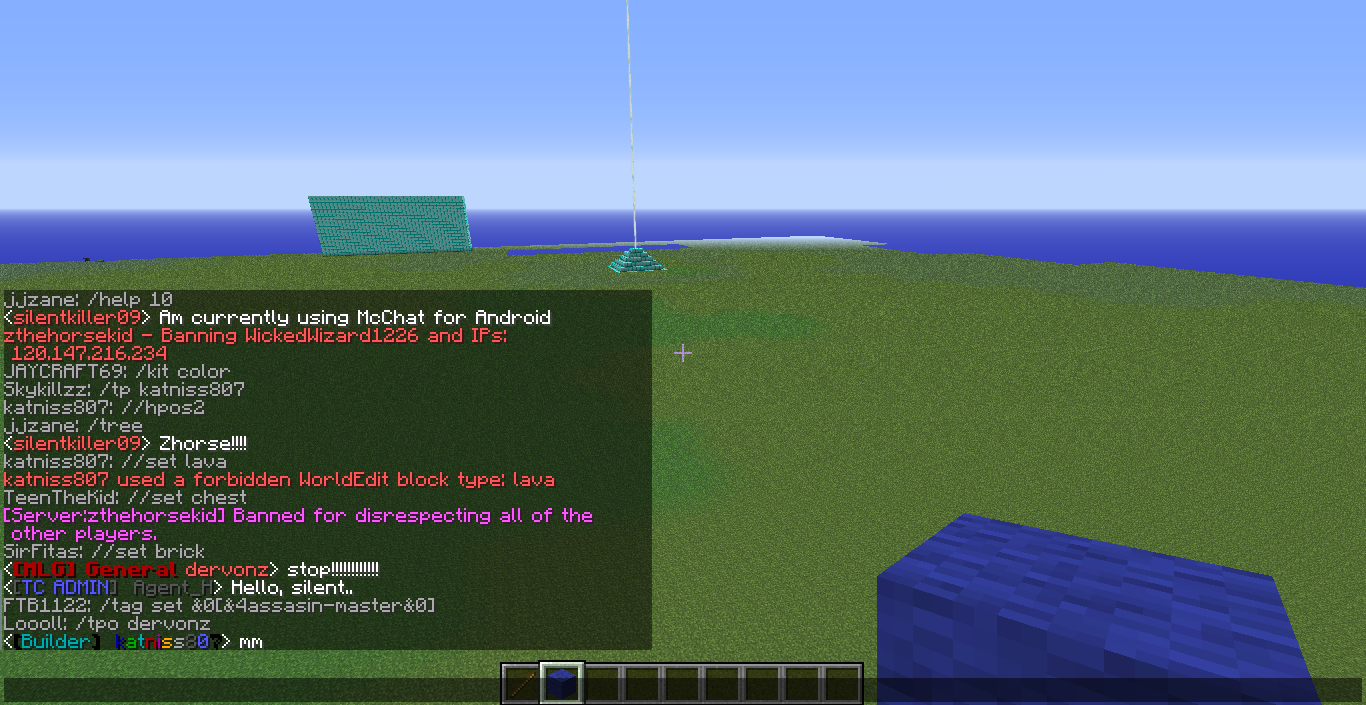 jjzane: /help 10
<silentkiller09> Am currently using McChat for Android
zthehorsekid - Banning WickedWizard1226 and IPs:
120.147.216.234
JAYCRAFT69: /kit color
Skykillzz: /tp katniss807
katniss807: //hpos2
jjzane: /tree
<silentkiller09> Zhorse!!!!
katniss807: //set lava
katniss807 used a forbidden WorldEdit block type: lava
TeenTheKid: //set chest
[Server:zthehorsekid] Banned for disrespecting all of the
other players.
SirFitas: //set brick
<[MLG] General dervonz> stop!!!!!!!!!!!
<[TC ADMIN] Agent_H> Hello, silent..
FTB1122: /tag set &0[&4assasin-master&0]
Loooll: /tpo dervonz
<[Builder] katniss807> mm